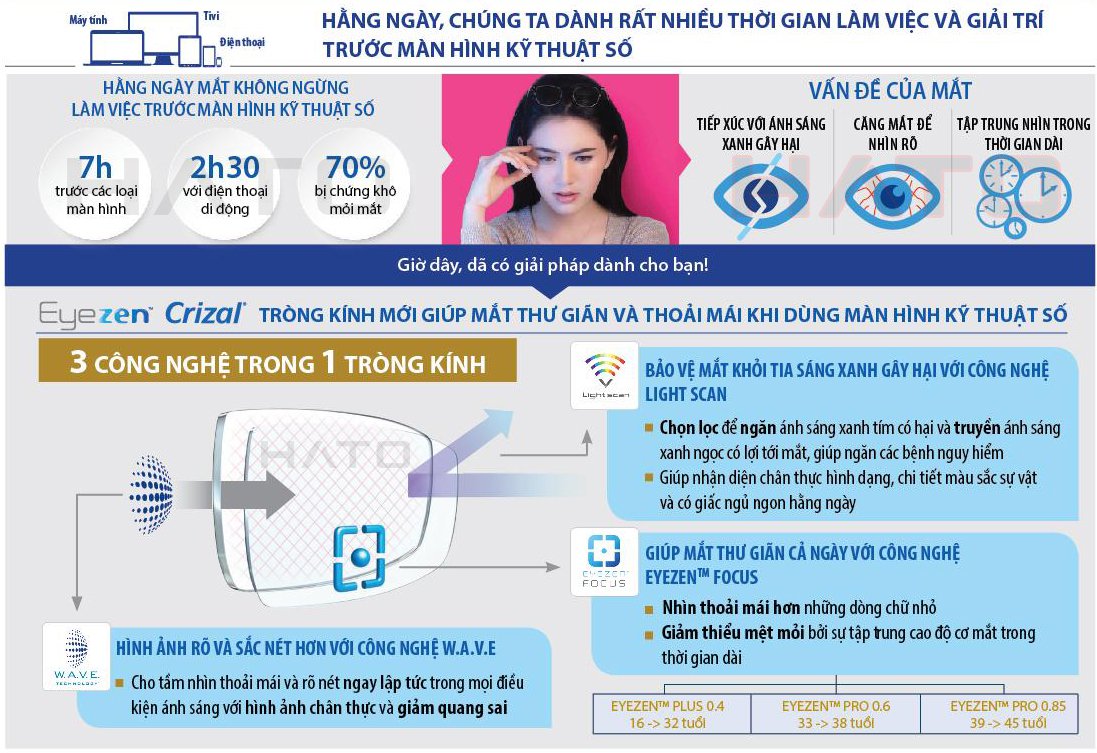 Máy tính
Tivi
Điện thoại
HẰNG NGÀY, CHÚNG TA DÀNH RẤT NHIỀU THỜI GIAN LÀM VIỆC VÀ GIẢI TRÍ
TRƯỚC MÀN HÌNH KỸ THUẬT SỐ
HẰNG NGÀY MẮT KHÔNG NGỪNG
LÀM VIỆC TRƯỚC MÀN HÌNH KỸ THUẬT SỐ
7h
trước các loại
màn hình
2h30
với điện thoại
di động
70%
bị chứng khô
mỏi mắt
HATO
VẤN ĐỀ CỦA MẮT
TIẾP XÚC VỚI ÁNH SÁNG
XANH GÂY HẠI
CĂNG MẮT ĐỂ
NHÌN RÕ
TẬP TRUNG NHÌN TRONG
THỜI GIAN DÀI
HATO
Giờ dây, dã có giải pháp dành cho bạn!
Eyezen™ Crizal® TRÒNG KÍNH MỚI GIÚP MẮT THƯ GIÃN VÀ THOẢI MÁI KHI DÙNG MÀN HÌNH KỸ THUẬT SỐ
3 CÔNG NGHỆ TRONG 1 TRÒNG KÍNH
HATO
Light scan
BẢO VỆ MẮT KHỎI TIA SÁNG XANH GÂY HẠI VỚI CÔNG NGHỆ
LIGHT SCAN
Chọn lọc để ngăn ánh sáng xanh tím có hại và truyền ánh sáng
xanh ngọc có lợi tới mắt, giúp ngăn các bệnh nguy hiểm
Giúp nhận diện chân thực hình dạng, chi tiết màu sắc sự vật
và có giấc ngủ ngon hằng ngày
EYEZEN
FOCUS
GIÚP MẮT THƯ GIÃN CẢ NGÀY VỚI CÔNG NGHỆ
EYEZEN™ FOCUS
Nhìn thoải mái hơn những dòng chữ nhỏ
Giảm thiểu mệt mỏi bởi sự tập trung cao độ cơ mắt trong
thời gian dài
W.A.V.E.
TECHNOLOGY
HÌNH ẢNH RÕ VÀ SẮC NÉT HƠN VỚI CÔNG NGHỆ W.A.V.E
Cho tầm nhìn thoải mái và rõ nét ngay lập tức trong mọi điều
kiện ánh sáng với hình ảnh chân thực và giảm quang sai
EYEZEN™ PLUS 0.4
16 -> 32 tuổi
EYEZEN™ PRO 0.6
33 -> 38 tuổi
EYEZEN™ PRO 0.85
39 -> 45 tuổi